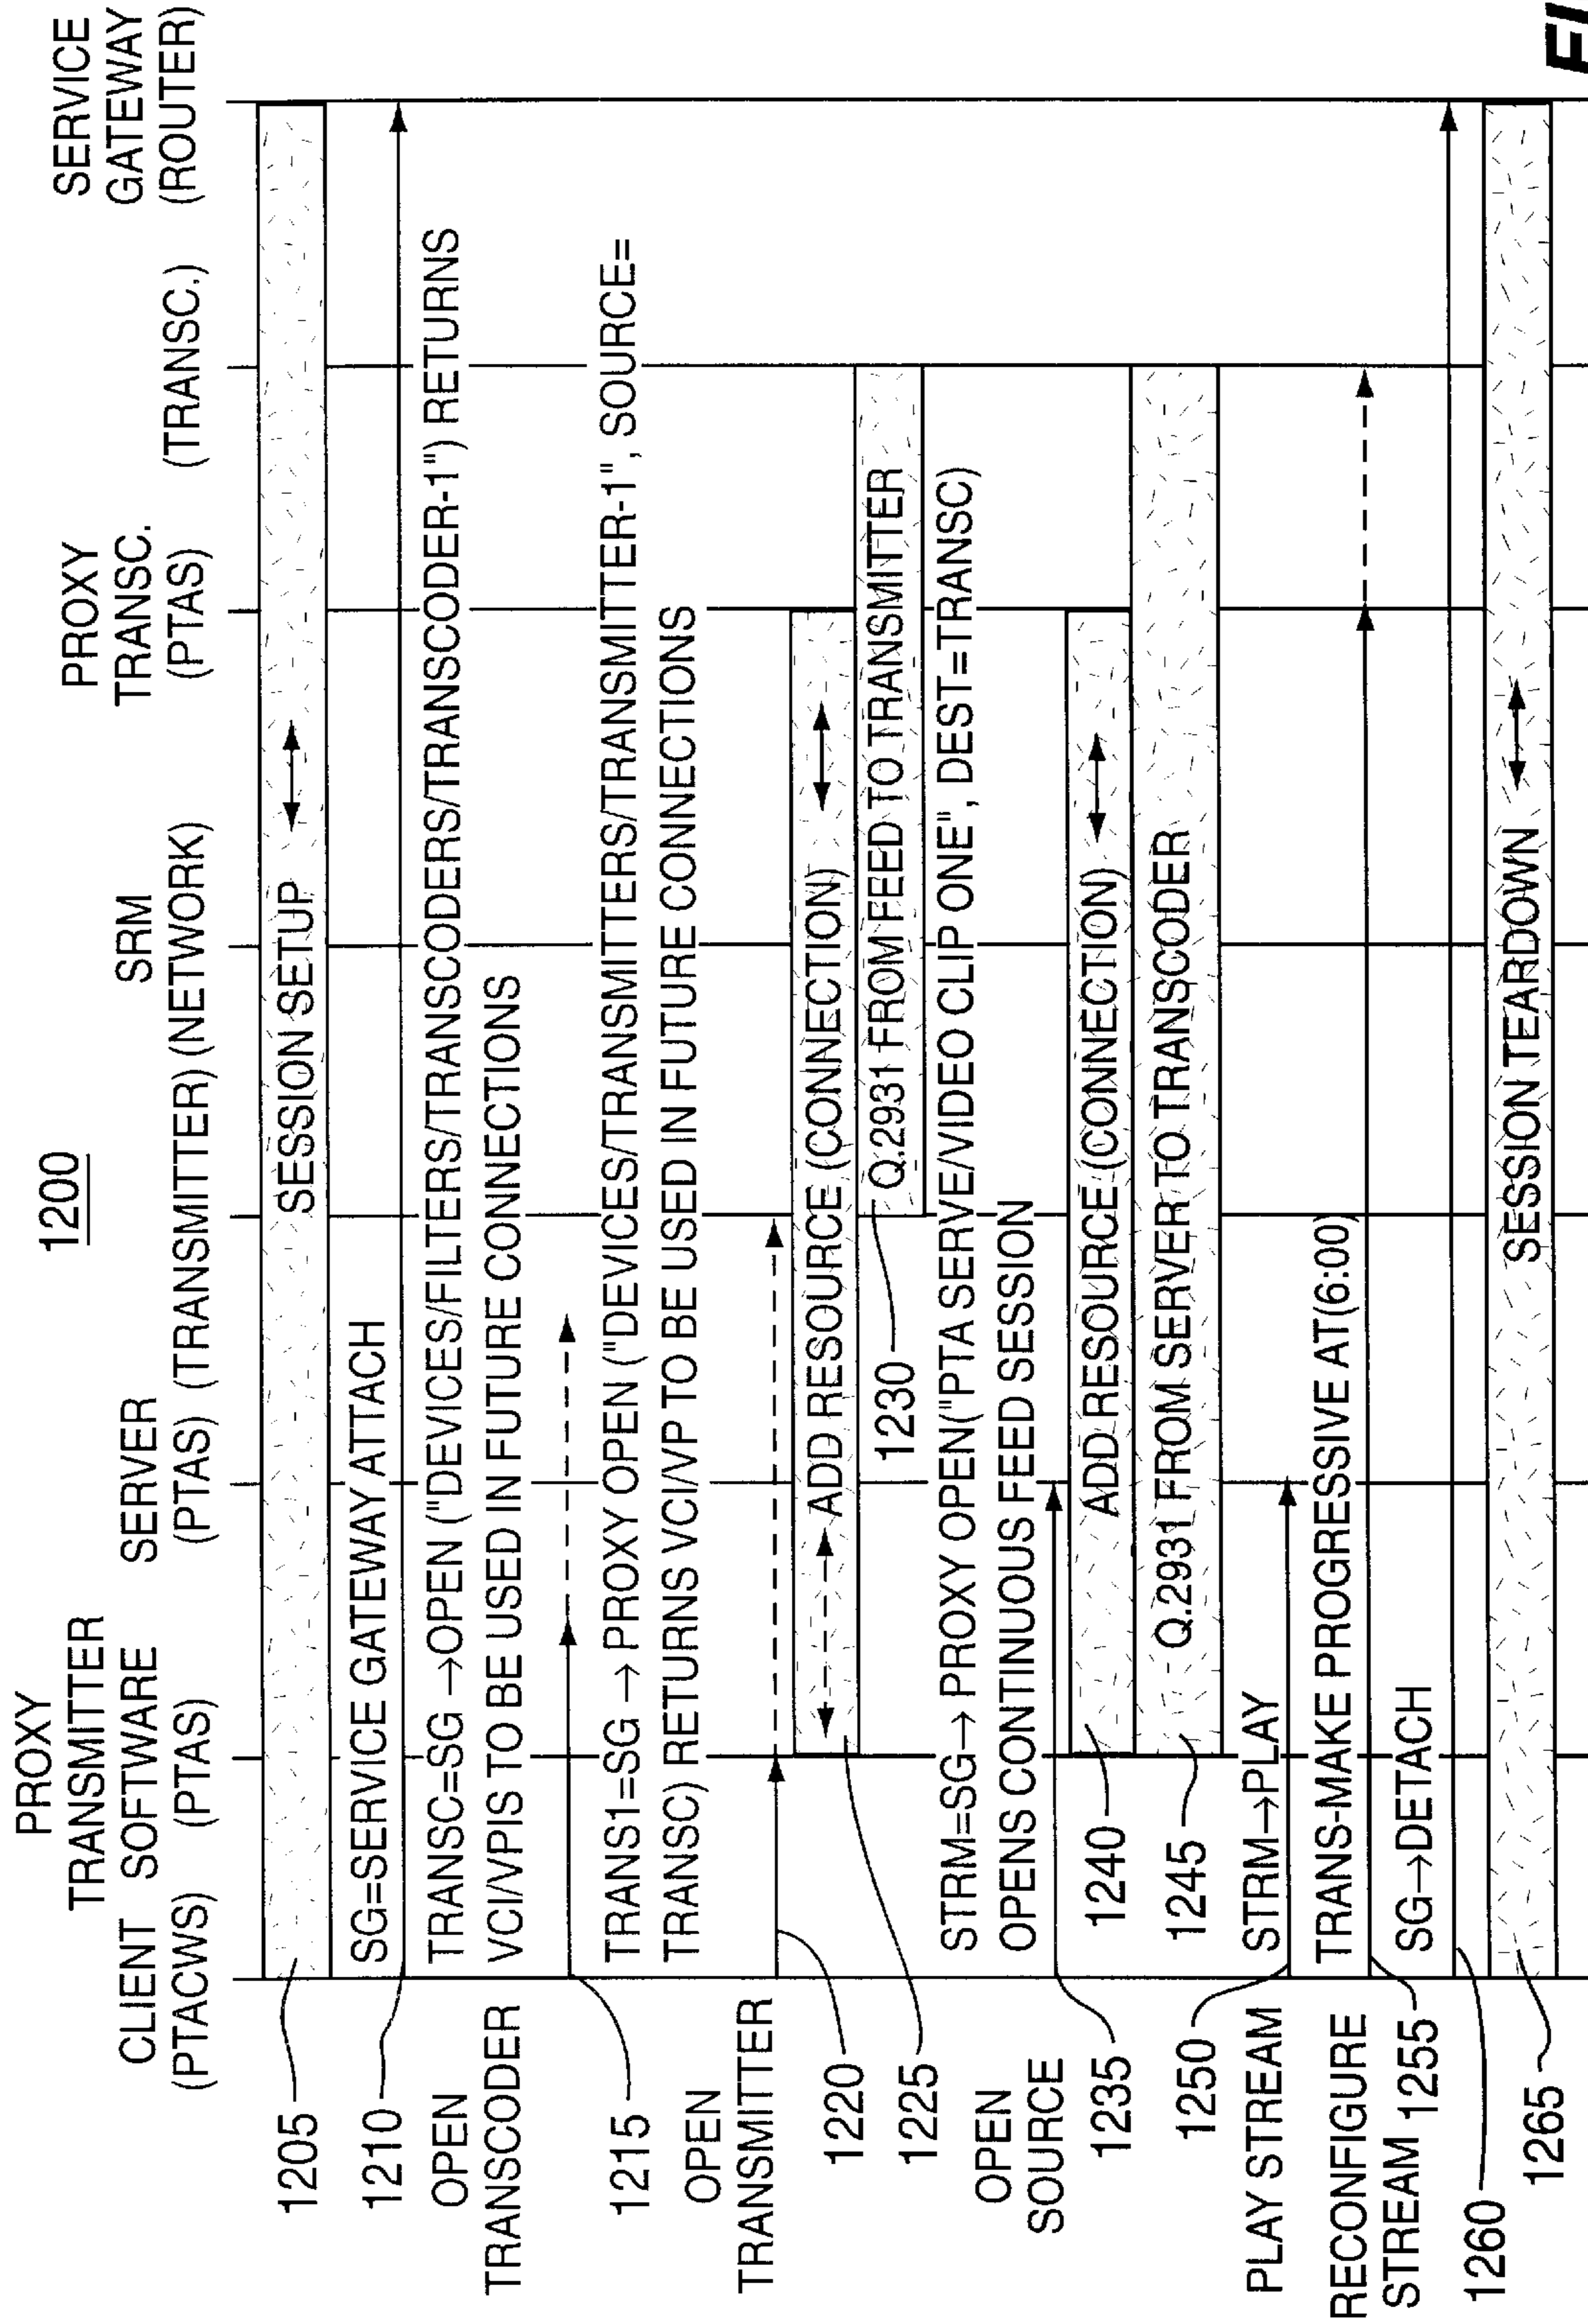 1200
PROXY
TRANSMITTER
CLIENT SOFTWARE SERVER SRM PROXY TRANSC. SERVICE GATEWAY
(PTACWS) (PTAS) (PTAS) (TRANSMITTER) (NETWORK) (PTAS) (TRANSC.) (ROUTER)
1205
SESSION SETUP
SG=SERVICE GATEWAY ATTACH
1210
OPEN
TRANSCODER
TRANSC=SG →OPEN ("DEVICES/FILTERS/TRANSCODERS/TRANSCODER-1") RETURNS
VCI/VPIS TO BE USED IN FUTURE CONNECTIONS
1215
OPEN
TRANSMITTER
TRANS1=SG → PROXY OPEN ("DEVICES/TRANSMITTERS/TRANSMITTER-1", SOURCE=
TRANSC) RETURNS VCI/VP TO BE USED IN FUTURE CONNECTIONS
1220
ADD RESOURCE (CONNECTION)
1225
Q.2931 FROM FEED TO TRANSMITTER
1230
OPEN
SOURCE
STRM=SG→ PROXY OPEN("PTA SERVE/VIDEO CLIP ONE", DEST=TRANSC)
OPENS CONTINUOUS FEED SESSION
1235
ADD RESOURCE (CONNECTION)
1240
Q.2931 FROM SERVER TO TRANSCODER
1245
1250
STRM→PLAY
PLAY STREAM
TRANS-MAKE PROGRESSIVE AT(6:00)
RECONFIGURE
STREAM 1255
SG→DETACH
1260
SESSION TEARDOWN
1265